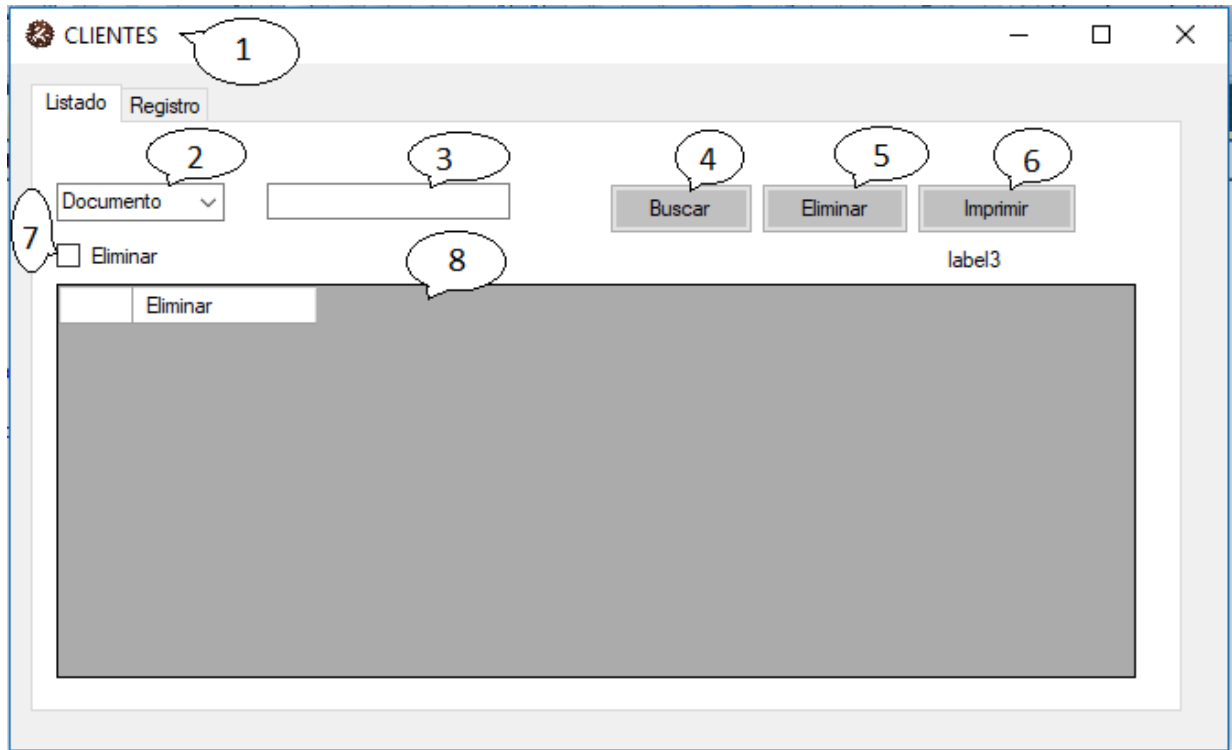 CLIENTES 1
Listado Registro
2 3 4 5 6
Documento Buscar Eliminar Imprimir
7 Eliminar 8 label3
Eliminar